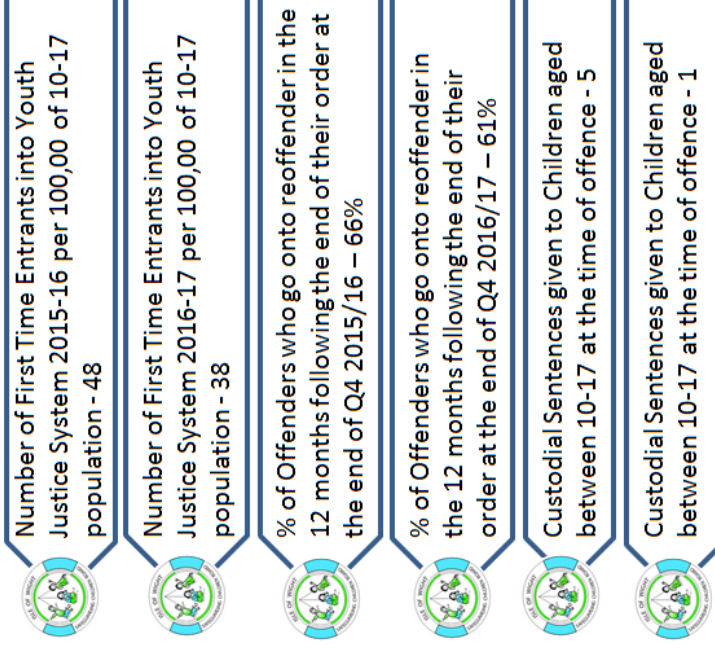 Number of First Time Entrants into Youth
Justice System 2015-16 per 100,00 of 10-17
population - 48
Number of First Time Entrants into Youth
Justice System 2016-17 per 100,00 of 10-17
population - 38
% of Offenders who go onto reoffender in the
12 months following the end of their order at
the end of Q4 2015/16 – 66%
% of Offenders who go onto reoffender in
the 12 months following the end of their
order at the end of Q4 2016/17 – 61%
Custodial Sentences given to Children aged
between 10-17 at the time of offence - 5
Custodial Sentences given to Children aged
between 10-17 at the time of offence - 1
ISLE OF WIGHT